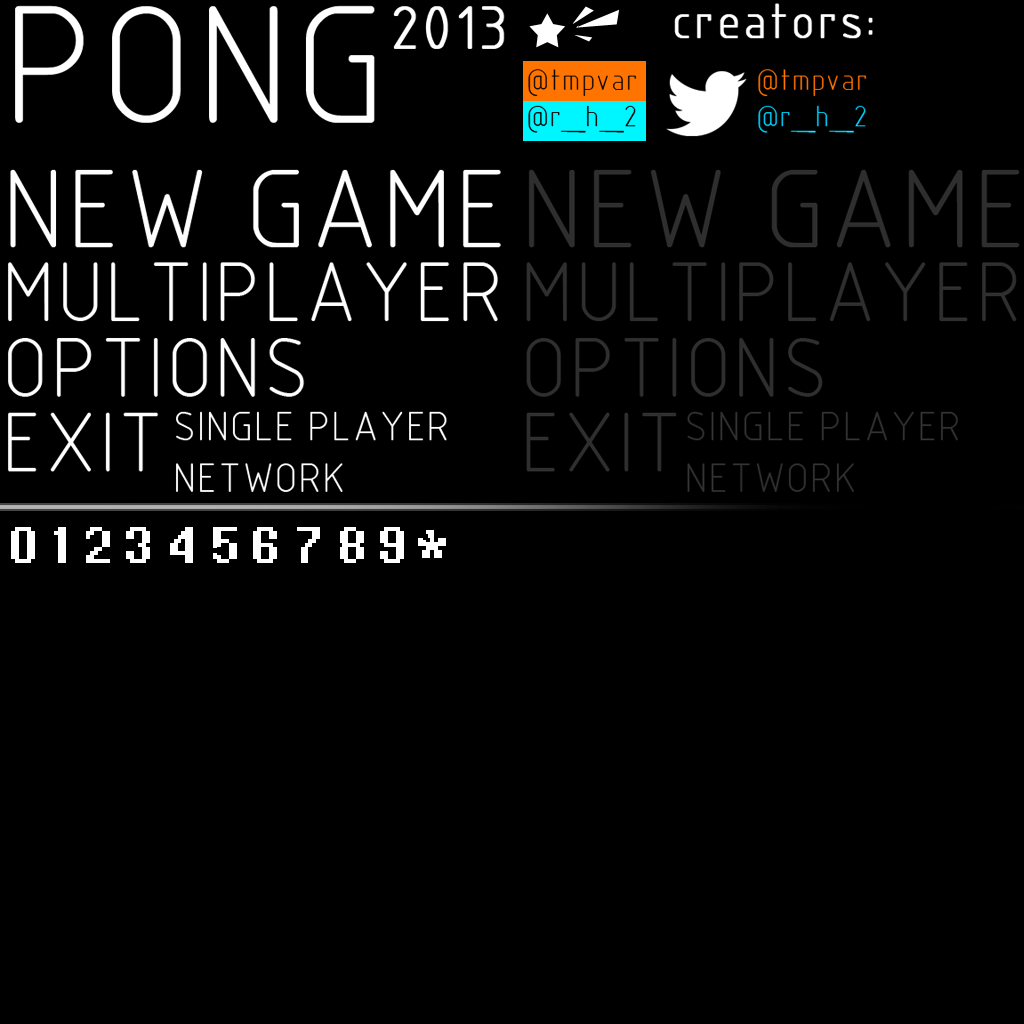 PONG 2013
creators:
@tmpvar
@r_h_2
@tmpvar
@r_h_2
NEW GAME
MULTIPLAYER
OPTIONS
EXIT
SINGLE PLAYER
NETWORK
NEW GAME
MULTIPLAYER
OPTIONS
EXIT
SINGLE PLAYER
NETWORK
0123456789*